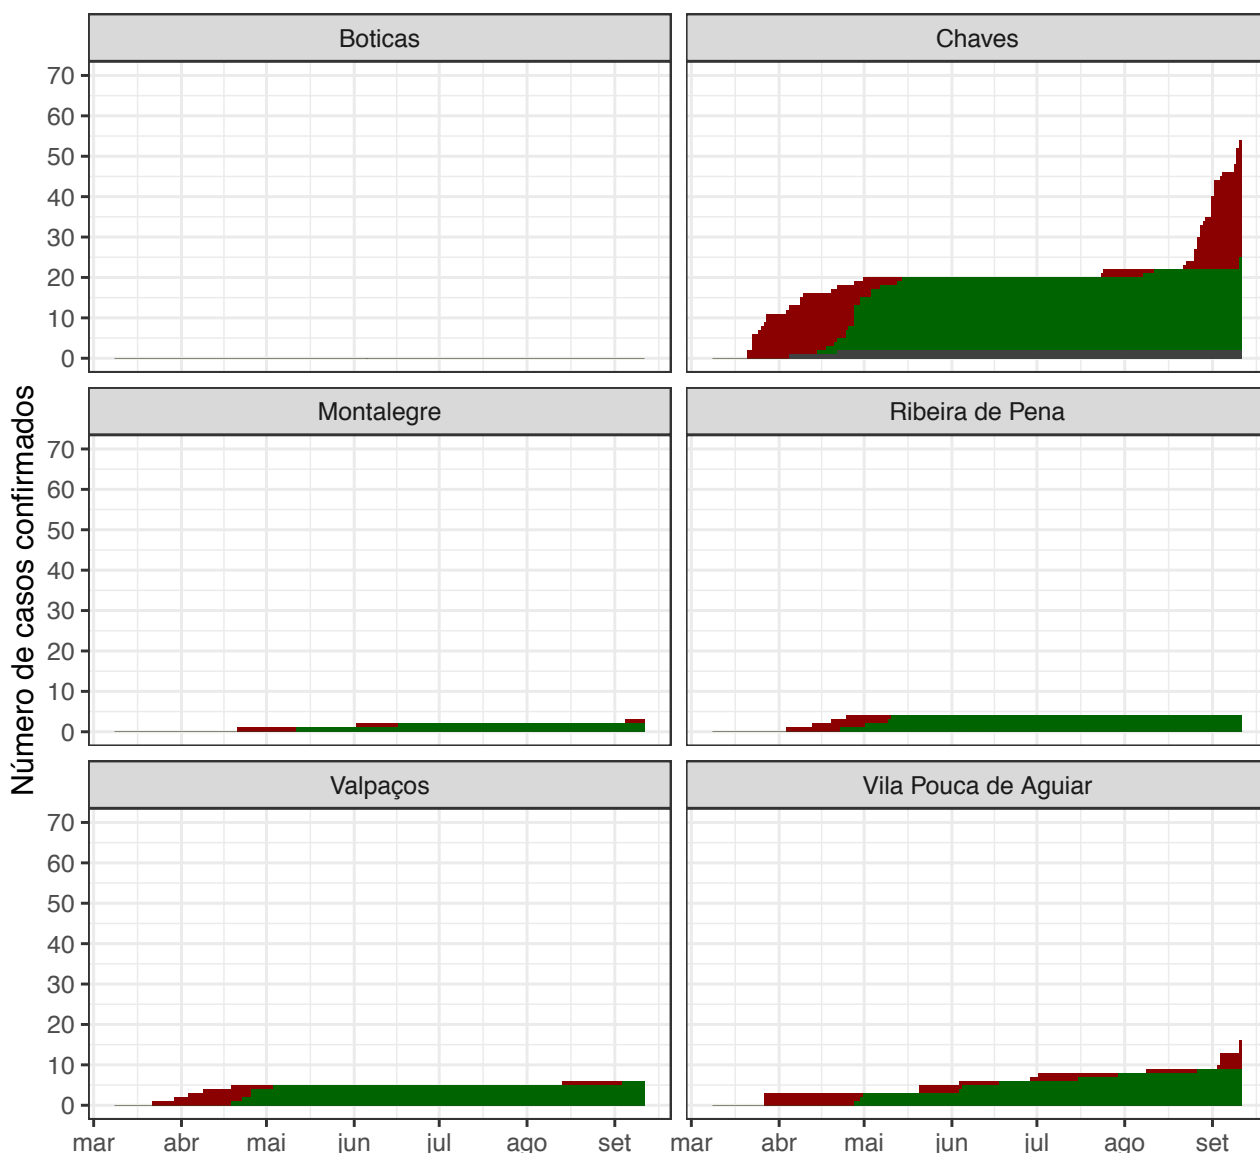 Número de casos confirmados
Boticas
Chaves
70
60
50
40
30
20
10
0
Montalegre
Ribeira de Pena
70
60
50
40
30
20
10
0
Valpaços
Vila Pouca de Aguiar
70
60
50
40
30
20
10
0
mar abr mai jun jul ago set
mar abr mai jun jul ago set